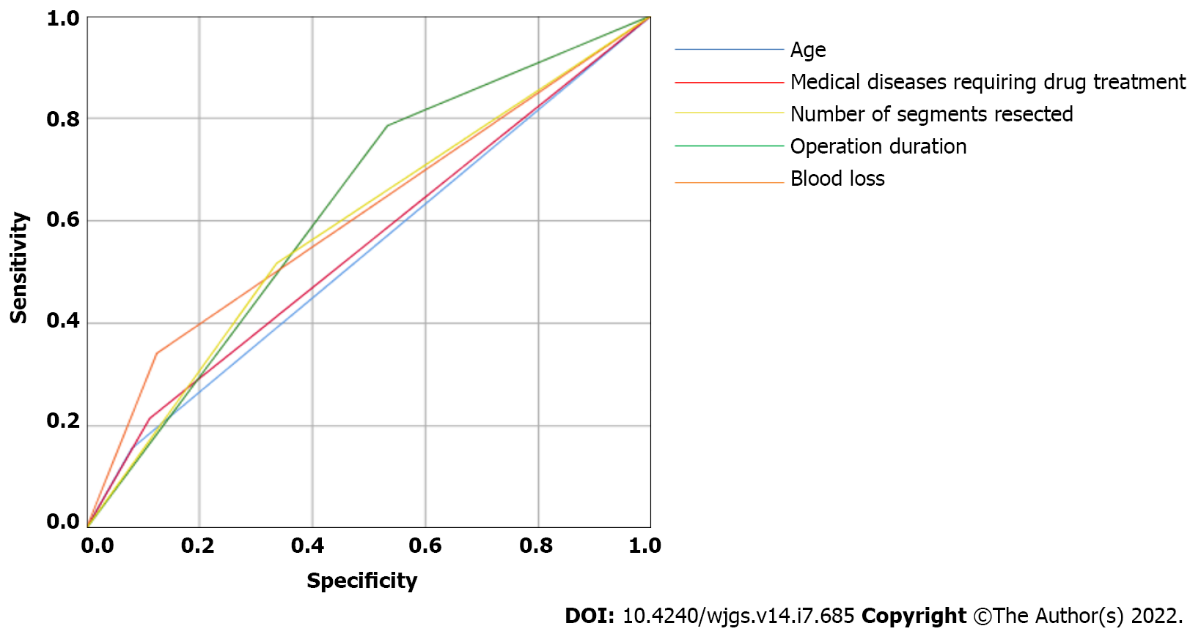 1.0
0.8
0.6
0.4
0.2
0.0
Sensitivity
0.0 0.2 0.4 0.6 0.8 1.0
Specificity
Age
Medical diseases requiring drug treatment
Number of segments resected
Operation duration
Blood loss
DOI: 10.4240/wjgs.v14.i7.685 Copyright ©The Author(s) 2022.